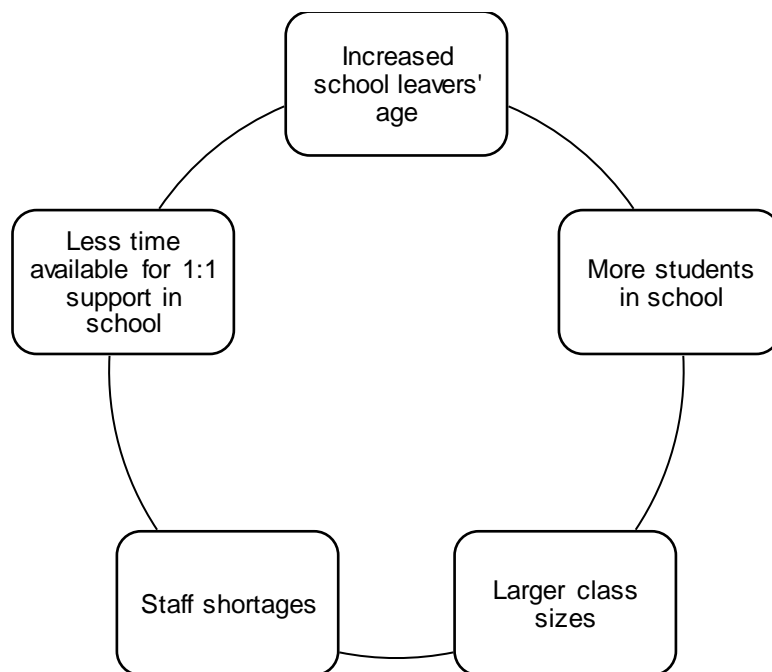 Increased
school leavers'
age
More students
in school
Larger class
sizes
Staff shortages
Less time
available for 1:1
support in
school